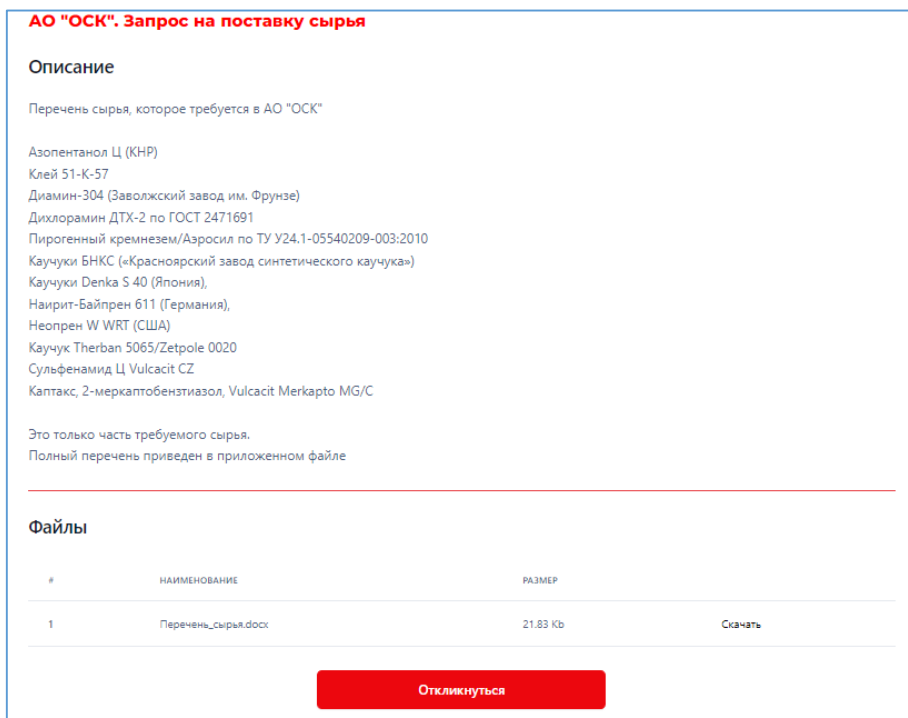 АО "ОСК". Запрос на поставку сырья
Описание
Перечень сырья, которое требуется в АО "ОСК"
Азопентанол Ц (КНР)
Клей 51-К-57
Диамин-304 (Заволжский завод им. Фрунзе)
Дихлорамин ДТХ-2 по ГОСТ 2471691
Пирогенный кремнезем/Аэросил по ТУ У24.1-05540209-003:2010
Каучуки БНКС («Красноярский завод синтетического каучука»)
Каучуки Denka S 40 (Япония),
Наирит-Байпрен 611 (Германия),
Неопрен W WRT (США)
Каучук Therban 5065/Zetpole 0020
Сульфенамид Ц Vulcacit CZ
Каптакс, 2-меркаптобензтиазол, Vulcacit Merkapto MG/C
Это только часть требуемого сырья.
Полный перечень приведен в приложенном файле
Файлы
# НАИМЕНОВАНИЕ РАЗМЕР
1 Перечень_сырья.docx 21.83 Kb Скачать
Откликнуться